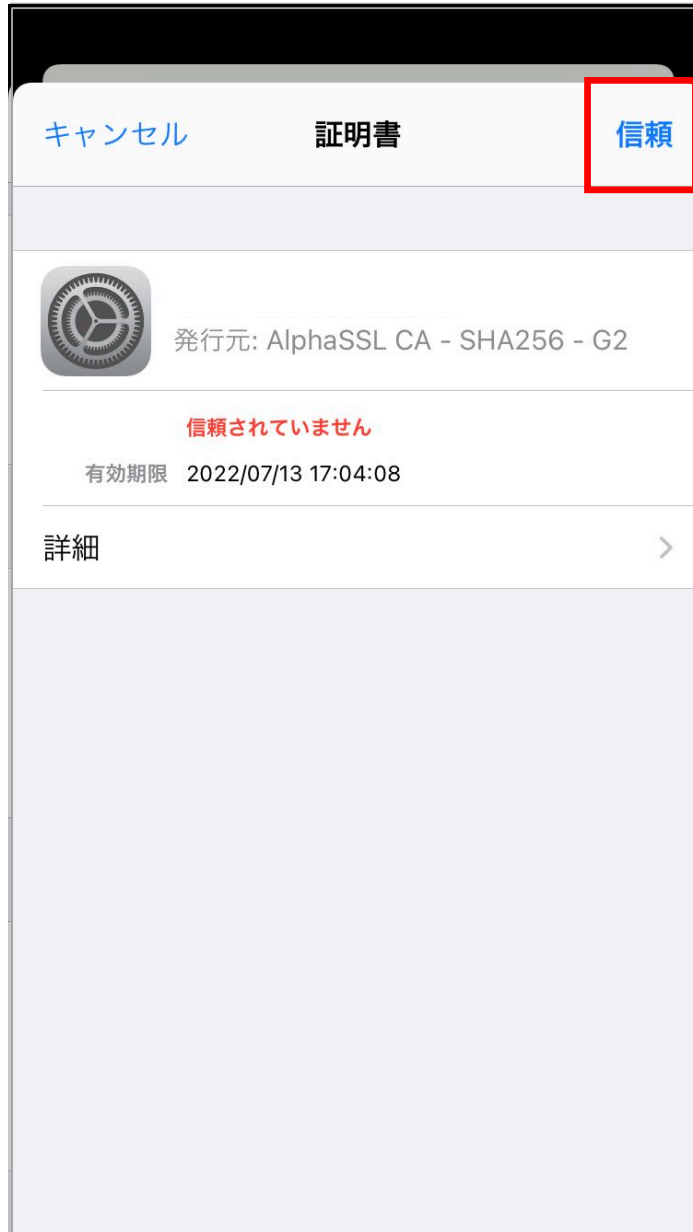 キャンセル 証明書 信頼
発行元: AlphaSSL CA - SHA256 - G2
信頼されていません
有効期限 2022/07/13 17:04:08
詳細